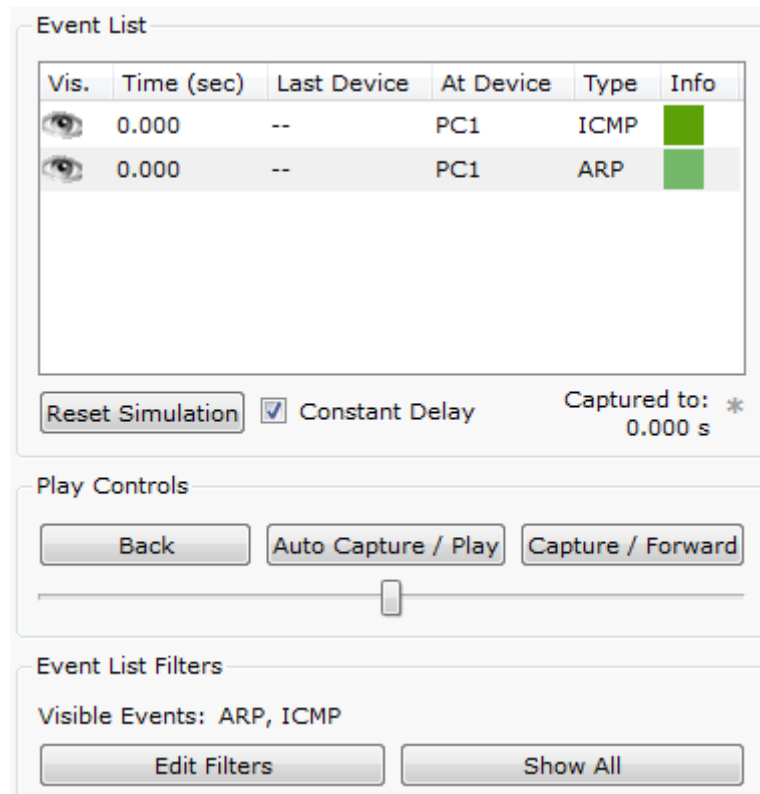 Event List
Vis. Time (sec) Last Device At Device Type Info
0.000 -- PC1 ICMP
0.000 -- PC1 ARP
Reset Simulation Constant Delay Captured to: *
0.000 s
Play Controls
Back Auto Capture / Play Capture / Forward
Event List Filters
Visible Events: ARP, ICMP
Edit Filters Show All